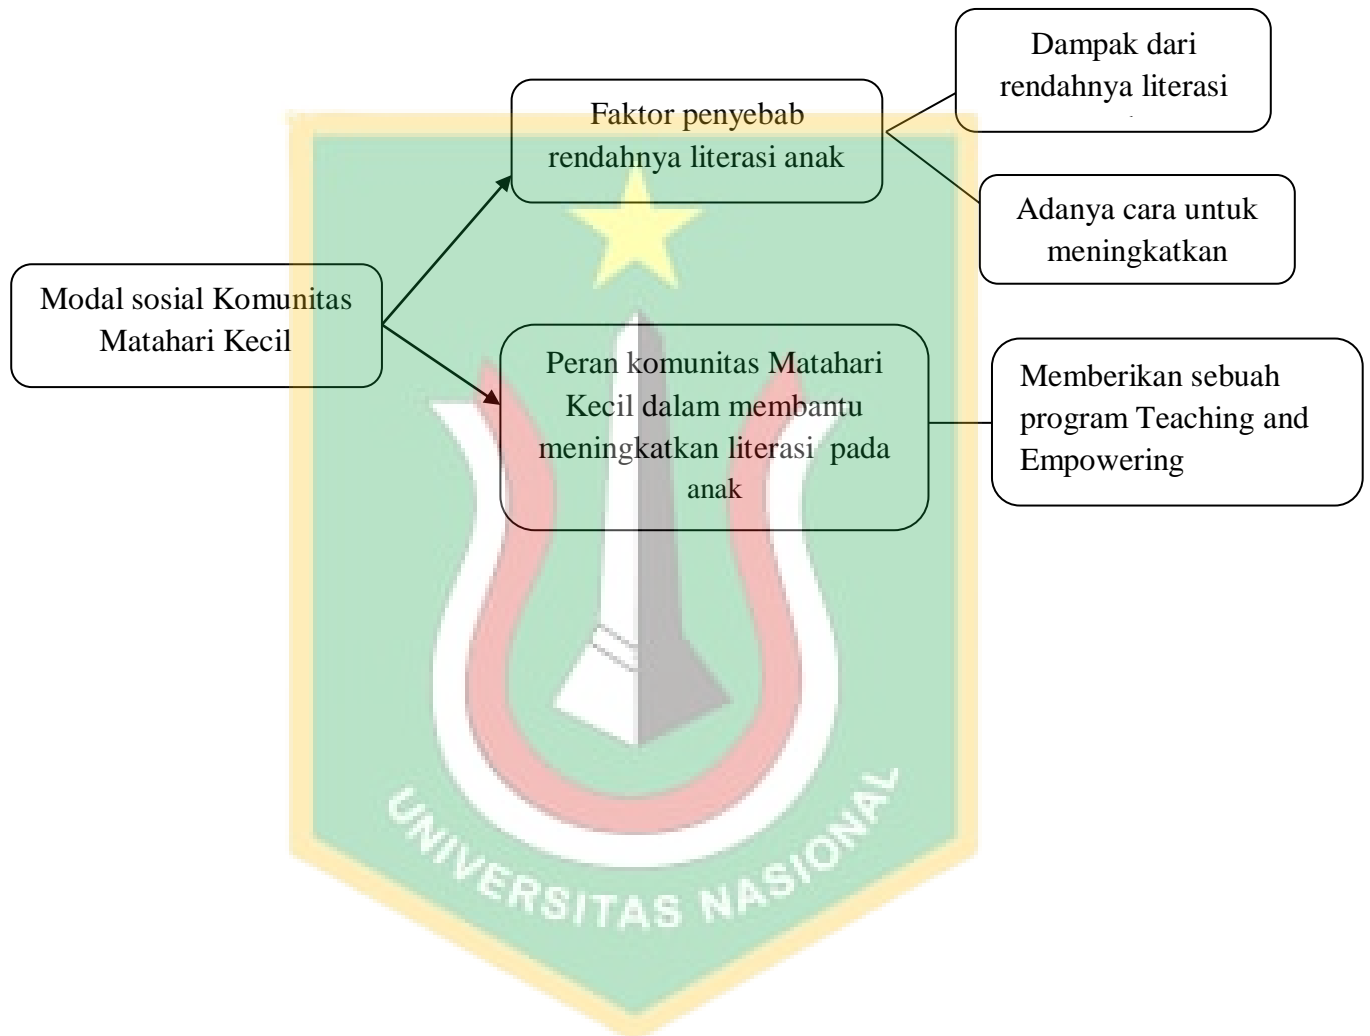 Dampak dari
rendahnya literasi
Faktor penyebab
rendahnya literasi anak
Adanya cara untuk
meningkatkan
Modal sosial Komunitas
Matahari Kecil
Peran komunitas Matahari
Kecil dalam membantu
meningkatkan literasi pada
anak
Memberikan sebuah
program Teaching and
Empowering
UNIVERSITAS NASIONAL